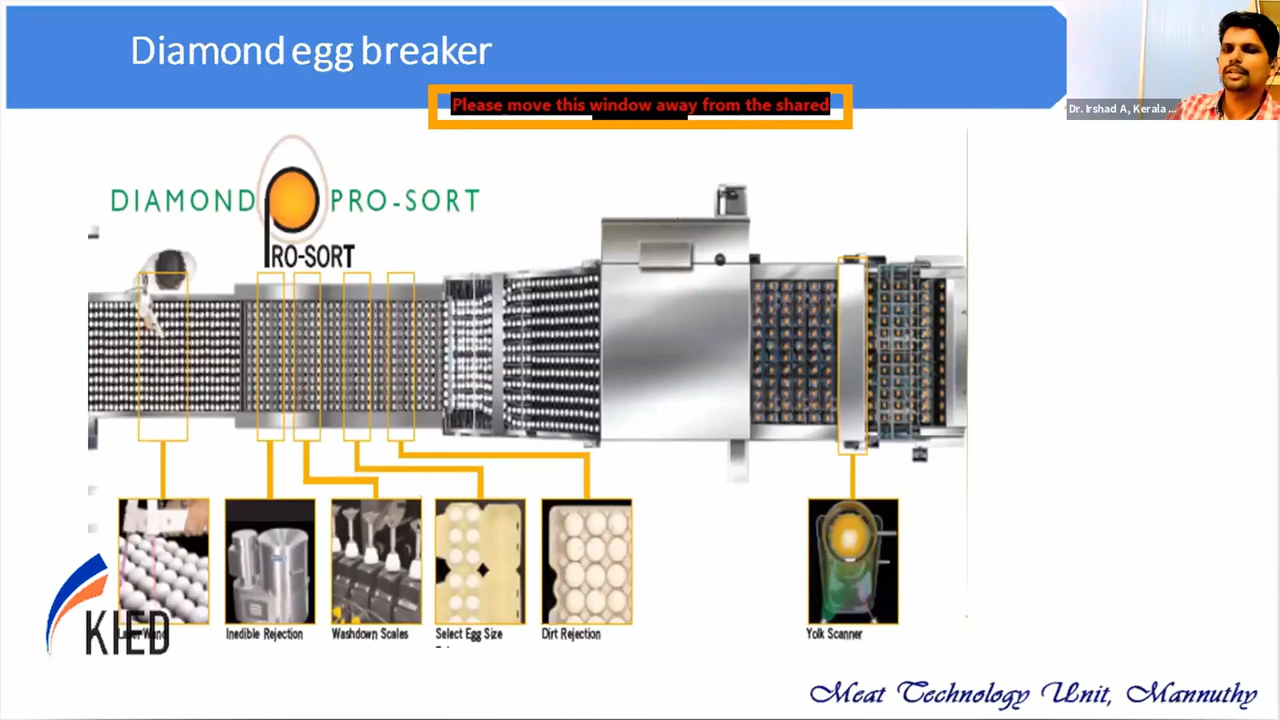 Diamond egg breaker
Please move this window away from the shared
Dr. Irshad A, Kerala ...
DIAMOND PRO-SORT
PRO-SORT
Inedible Rejection
Washdown Scales
Select Egg Size
Dirt Rejection
Yolk Scanner
KIED
Meat Technology Unit, Mannuthy